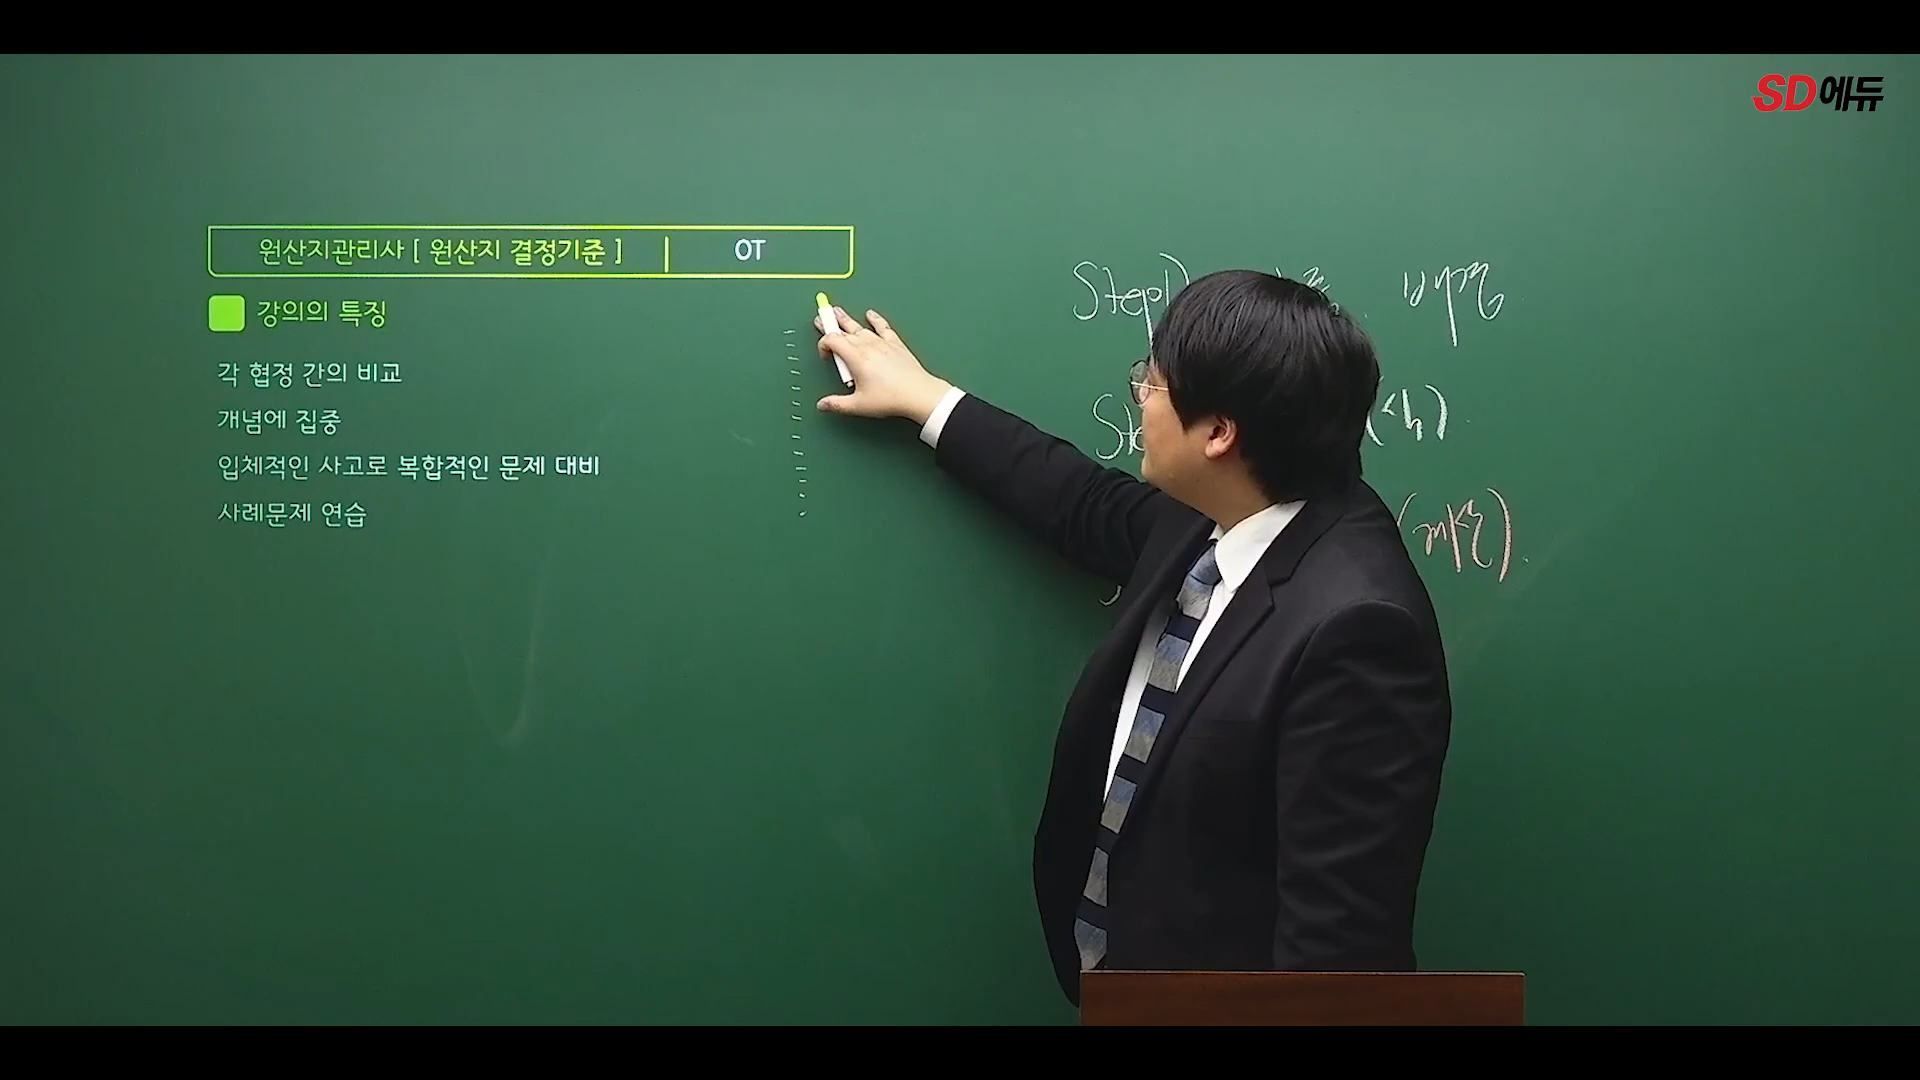 SD에듀
원산지관리사 [ 원산지 결정기준 ] OT
강의의 특징
각 협정 간의 비교
개념에 집중
입체적인 사고로 복합적인 문제 대비
사례문제 연습
Step1)